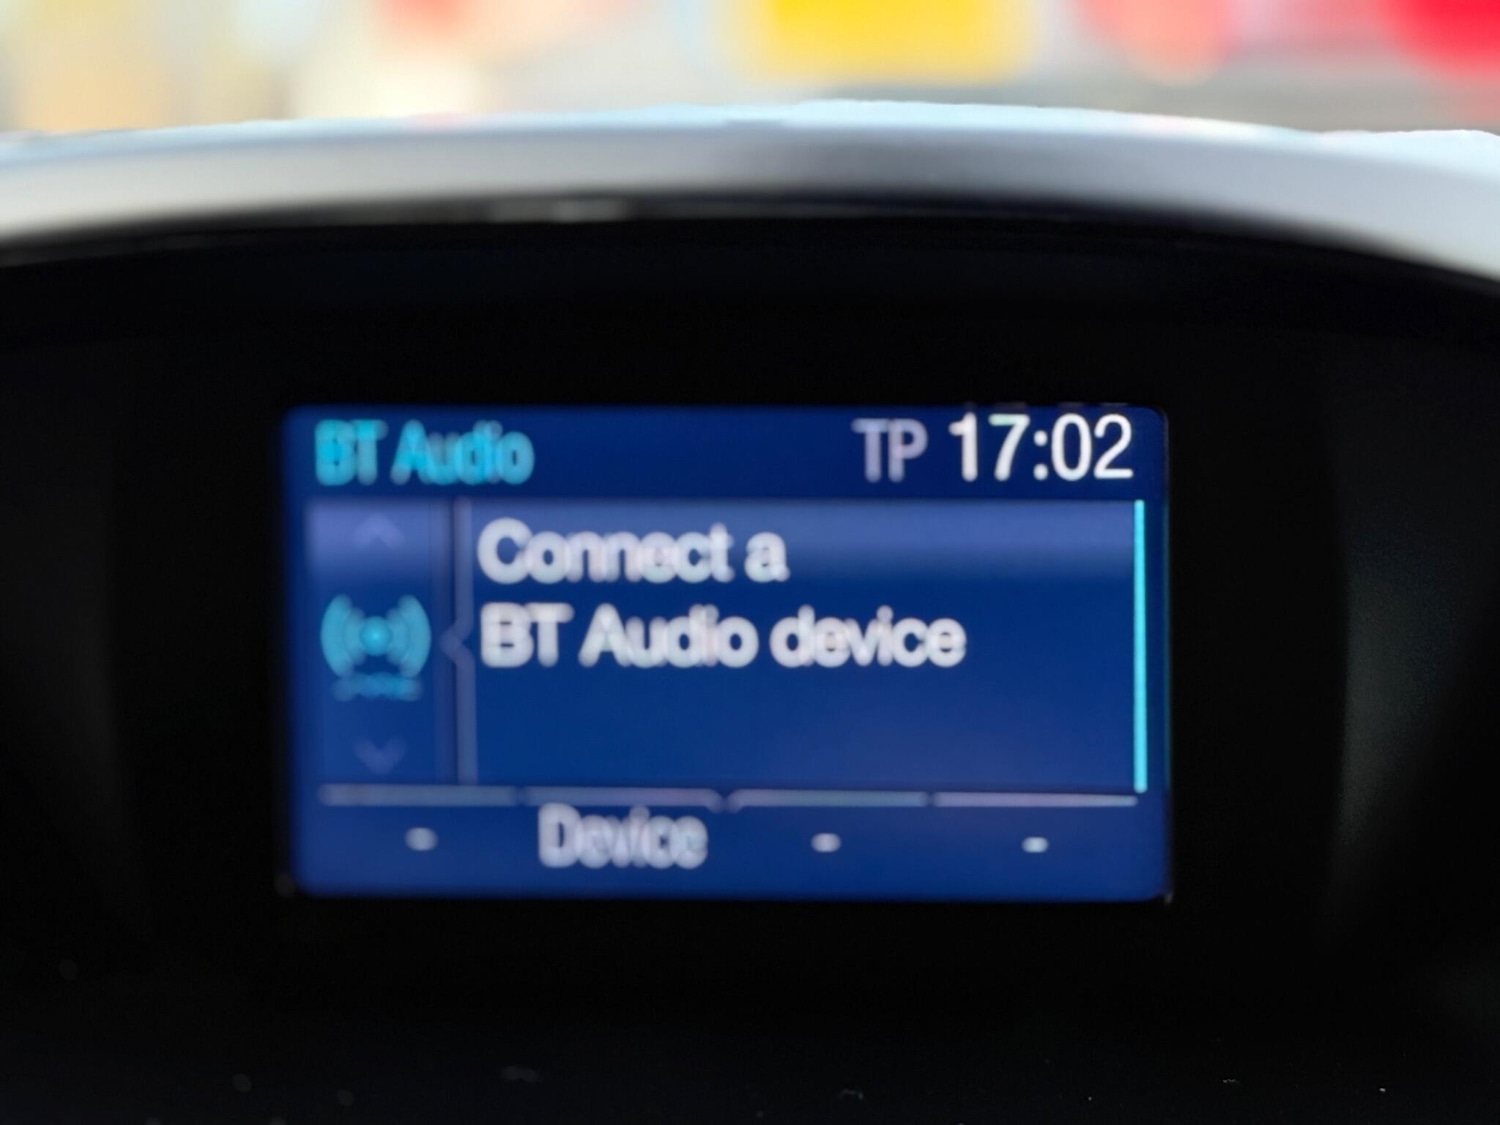 BT Audio TP 17:02
Connect a
BT Audio device
- Device - -